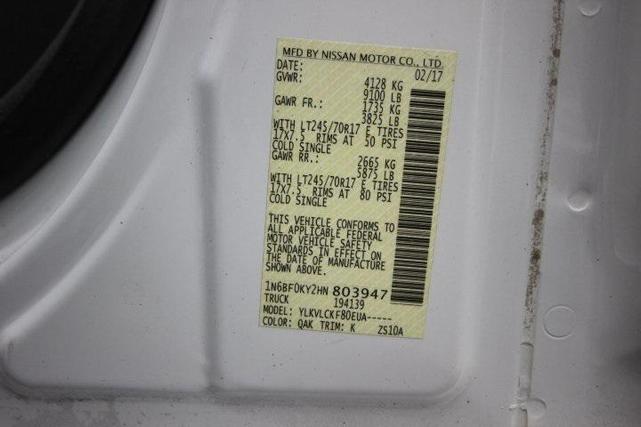 MFD BY NISSAN MOTOR CO., LTD.
DATE: 02/17
GVWR: 4128 KG
9100 LB
GAWR FR.: 1735 KG
3825 LB
WITH LT245/70R17 E TIRES
17X7.5 RIMS AT 50 PSI
COLD SINGLE
GAWR RR.: 2665 KG
5875 LB
WITH LT245/70R17 E TIRES
17X7.5 RIMS AT 80 PSI
COLD SINGLE
THIS VEHICLE CONFORMS TO
ALL APPLICABLE FEDERAL
MOTOR VEHICLE SAFETY
STANDARDS IN EFFECT ON
THE DATE OF MANUFACTURE
SHOWN ABOVE.
1N6BF0KY2HN 803947
TRUCK 194139
MODEL: YLKVLCKF80EUA-----
COLOR: QAK TRIM: K ZS10A